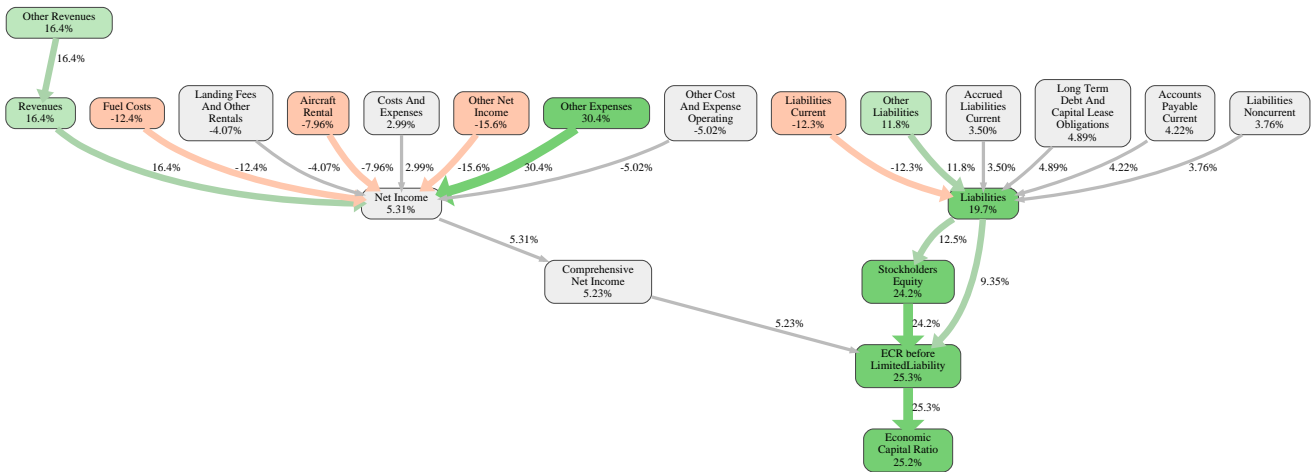 Other Revenues
16.4%
16.4%
Revenues
16.4%
Fuel Costs
-12.4%
Landing Fees
And Other
Rentals
-4.07%
Aircraft
Rental
-7.96%
Costs And
Expenses
2.99%
Other Net
Income
-15.6%
Other Expenses
30.4%
Other Cost
And Expense
Operating
-5.02%
Liabilities
Current
-12.3%
Other
Liabilities
11.8%
Accrued
Liabilities
Current
3.50%
Long Term
Debt And
Capital Lease
Obligations
4.89%
Accounts
Payable
Current
4.22%
Liabilities
Noncurrent
3.76%
16.4%
-12.4%
-4.07%
-7.96%
2.99%
-15.6%
30.4%
-5.02%
-12.3%
11.8%
3.50%
4.89%
4.22%
3.76%
Net Income
5.31%
Liabilities
19.7%
5.31%
12.5%
9.35%
Comprehensive
Net Income
5.23%
Stockholders
Equity
24.2%
5.23%
24.2%
ECR before
LimitedLiability
25.3%
25.3%
Economic
Capital Ratio
25.2%